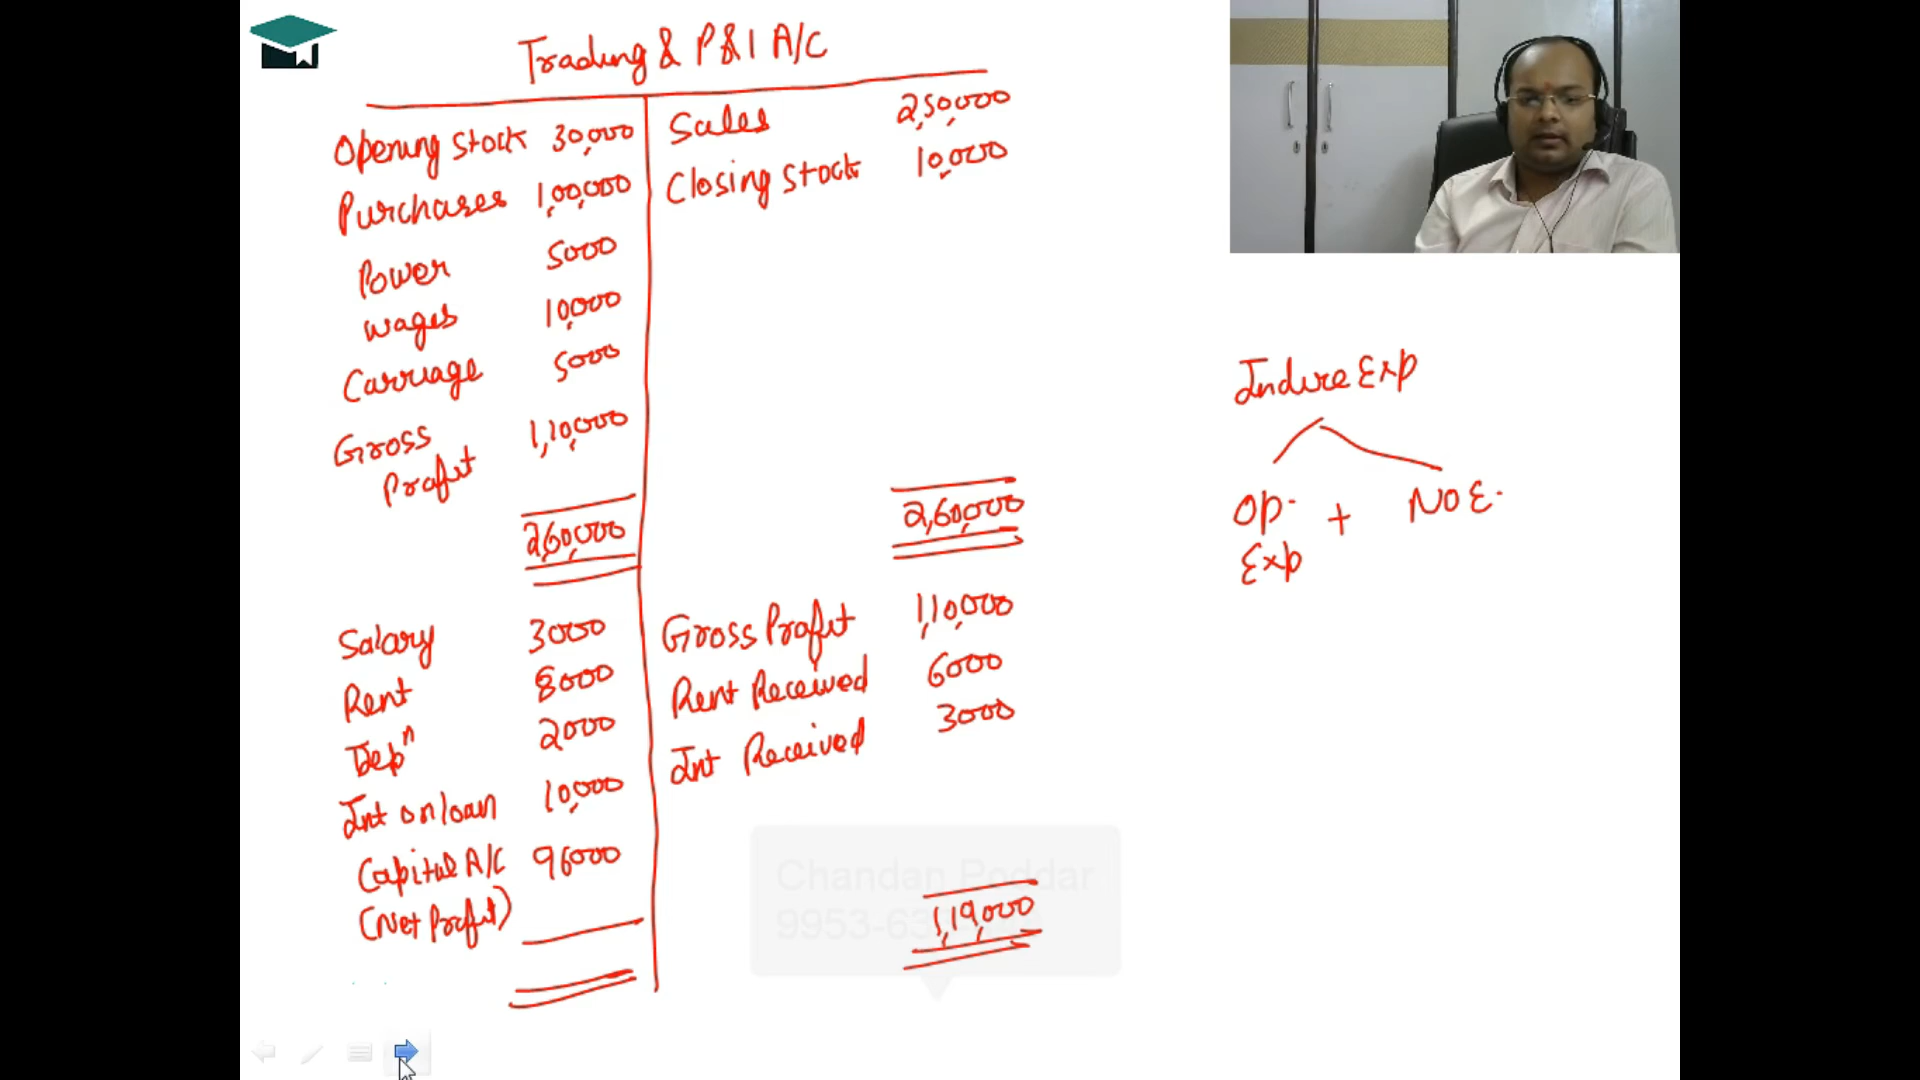 Trading & P&l A/C
Opening stock 30,000 Sales 2,50,000
Purchases 1,00,000 Closing stock 10,000
Power 5000
Wages 10,000
Carriage 5000
Gross Profit 1,10,000
2,60,000 2,60,000
Salary 3000 Gross Profit 1,10,000
Rent 8000 Rent Received 6000
Depn 2000 Int Received 3000
Int on loan 10,000
Capital A/C 96000
(Net Profit)
1,19,000
Chandan Poddar
Exp
Op. + NOE.
Exp